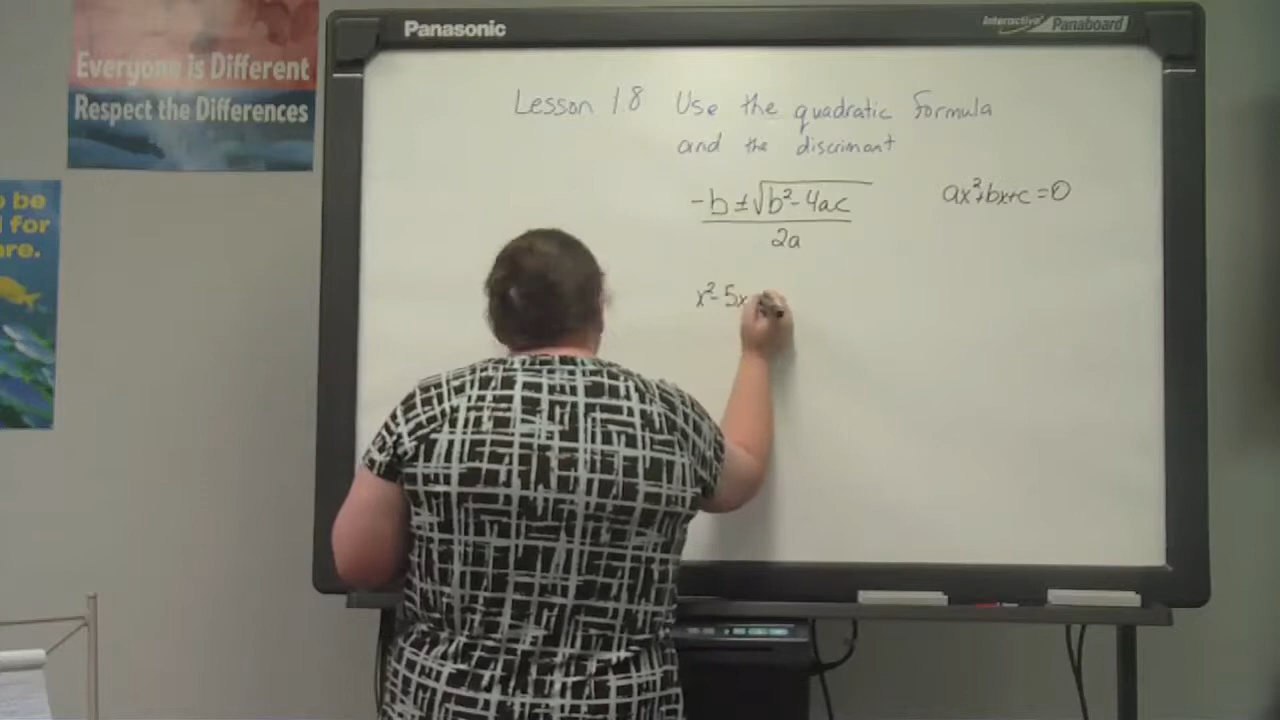 Everyone is Different
Respect the Differences
Panasonic
Interactive Panaboard
Lesson 1.8 Use the quadratic formula
and the discrimant
-b ± √b² - 4ac
2a
ax²+bx+c = 0
x² - 5x
o be
for
are.